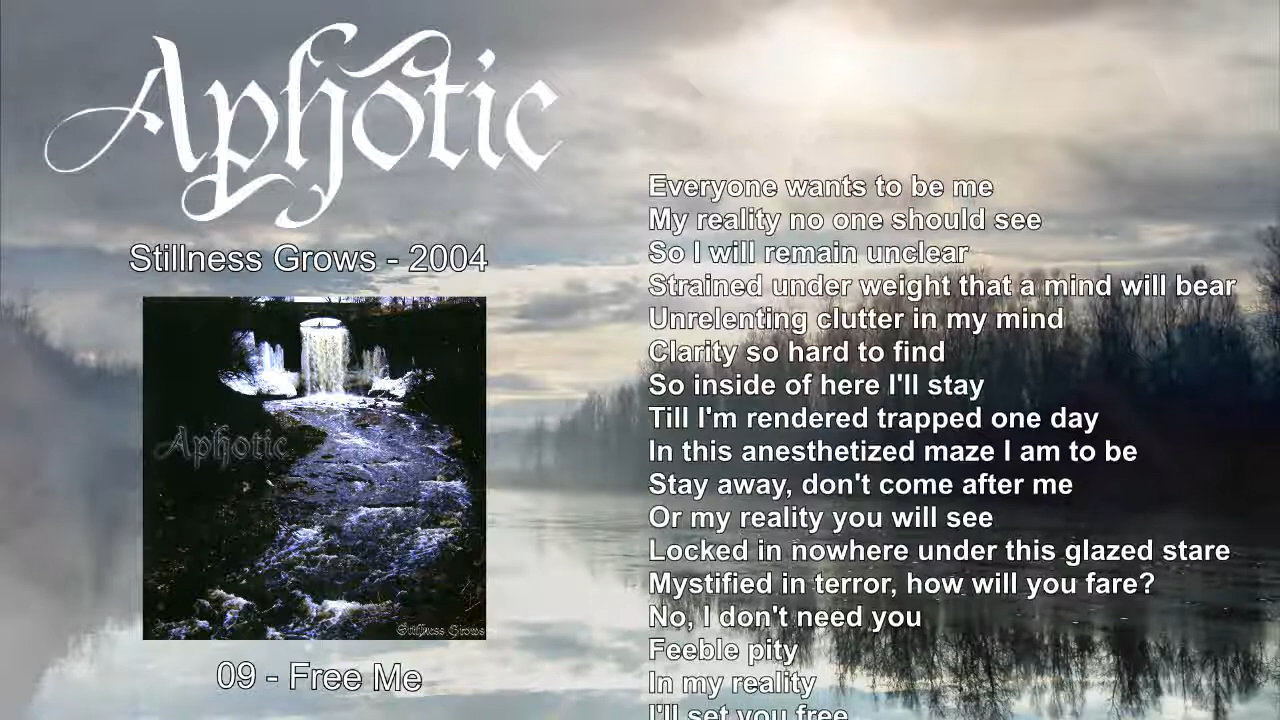 Aphotic
Stillness Grows - 2004
Aphotic
Stillness Grows
09 - Free Me
Everyone wants to be me
My reality no one should see
So I will remain unclear
Strained under weight that a mind will bear
Unrelenting clutter in my mind
Clarity so hard to find
So inside of here I'll stay
Till I'm rendered trapped one day
In this anesthetized maze I am to be
Stay away, don't come after me
Or my reality you will see
Locked in nowhere under this glazed stare
Mystified in terror, how will you fare?
No, I don't need you
Feeble pity
In my reality
I'll set you free